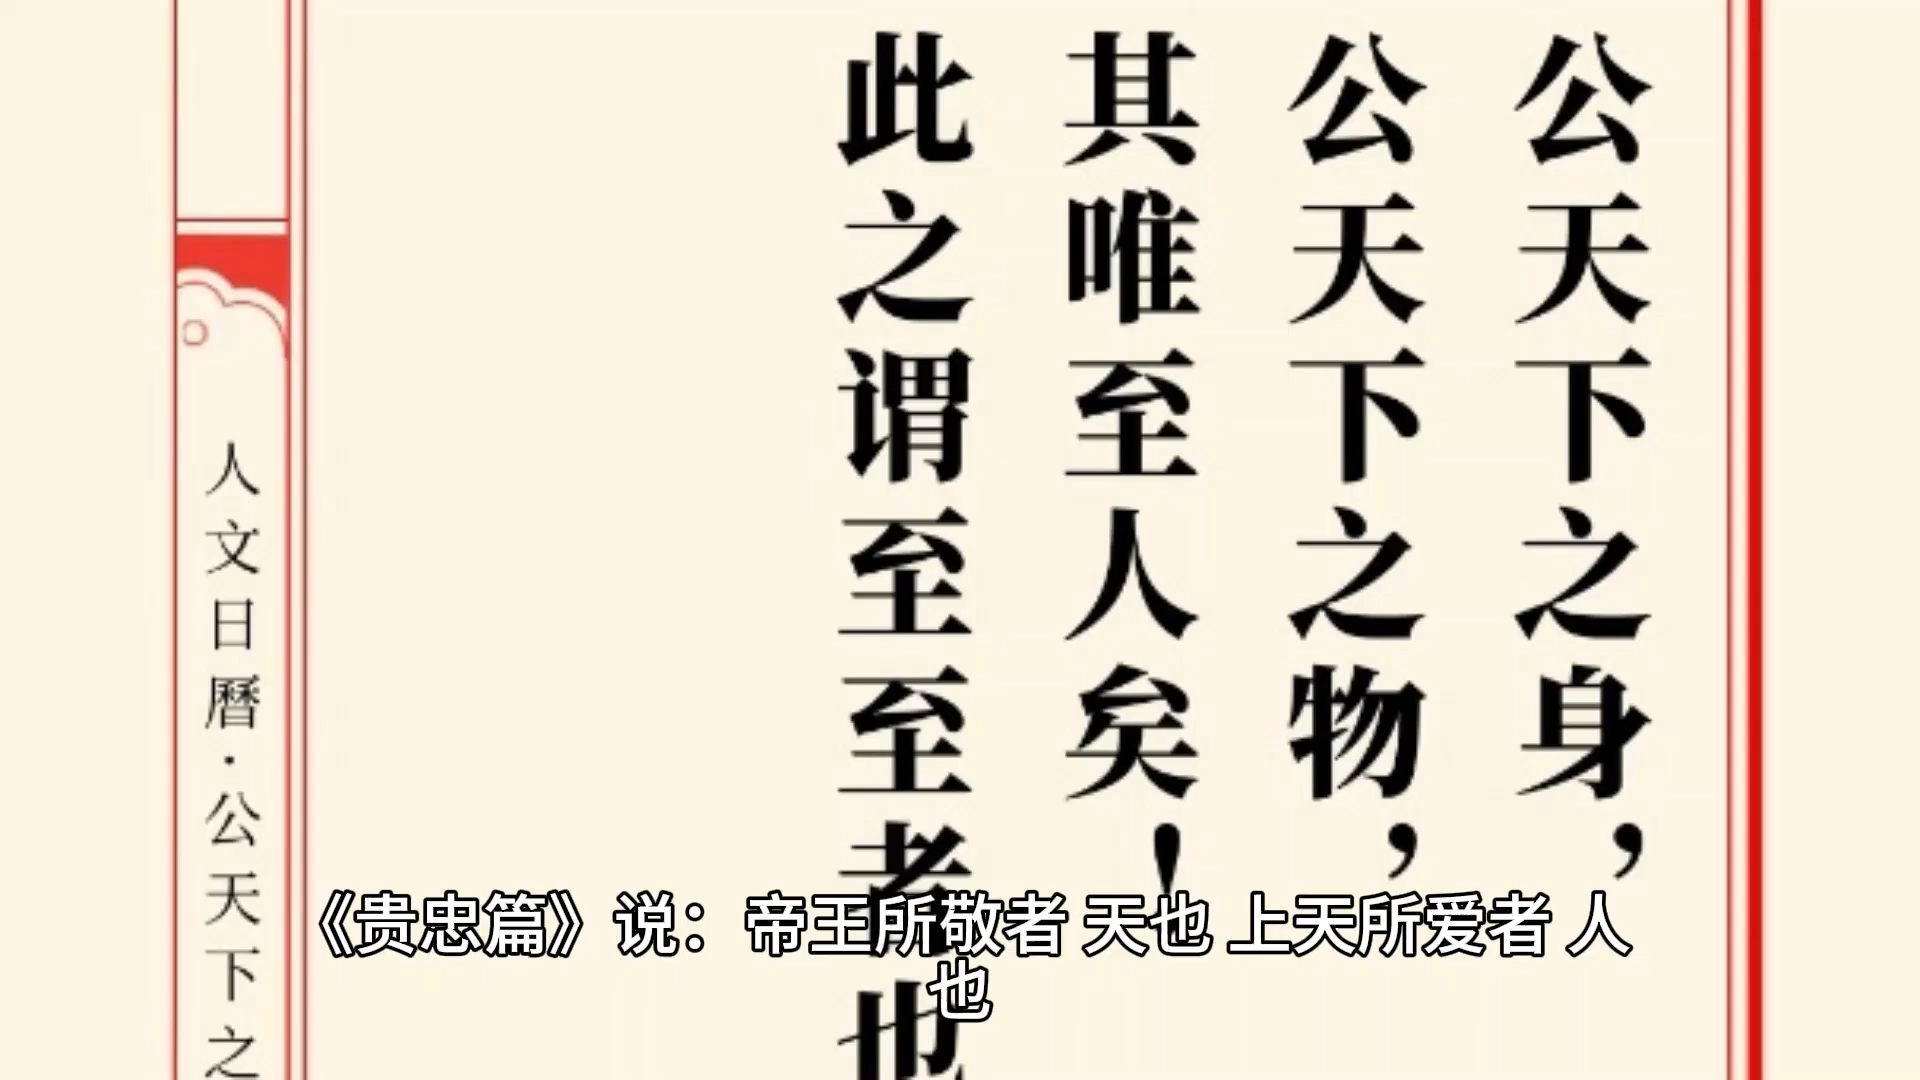 公天下之身，
公天下之物，
其唯至人矣！
此之谓至至者也
人文日曆·公天下之
《贵忠篇》说：帝王所敬者 天也 上天所爱者 人
也